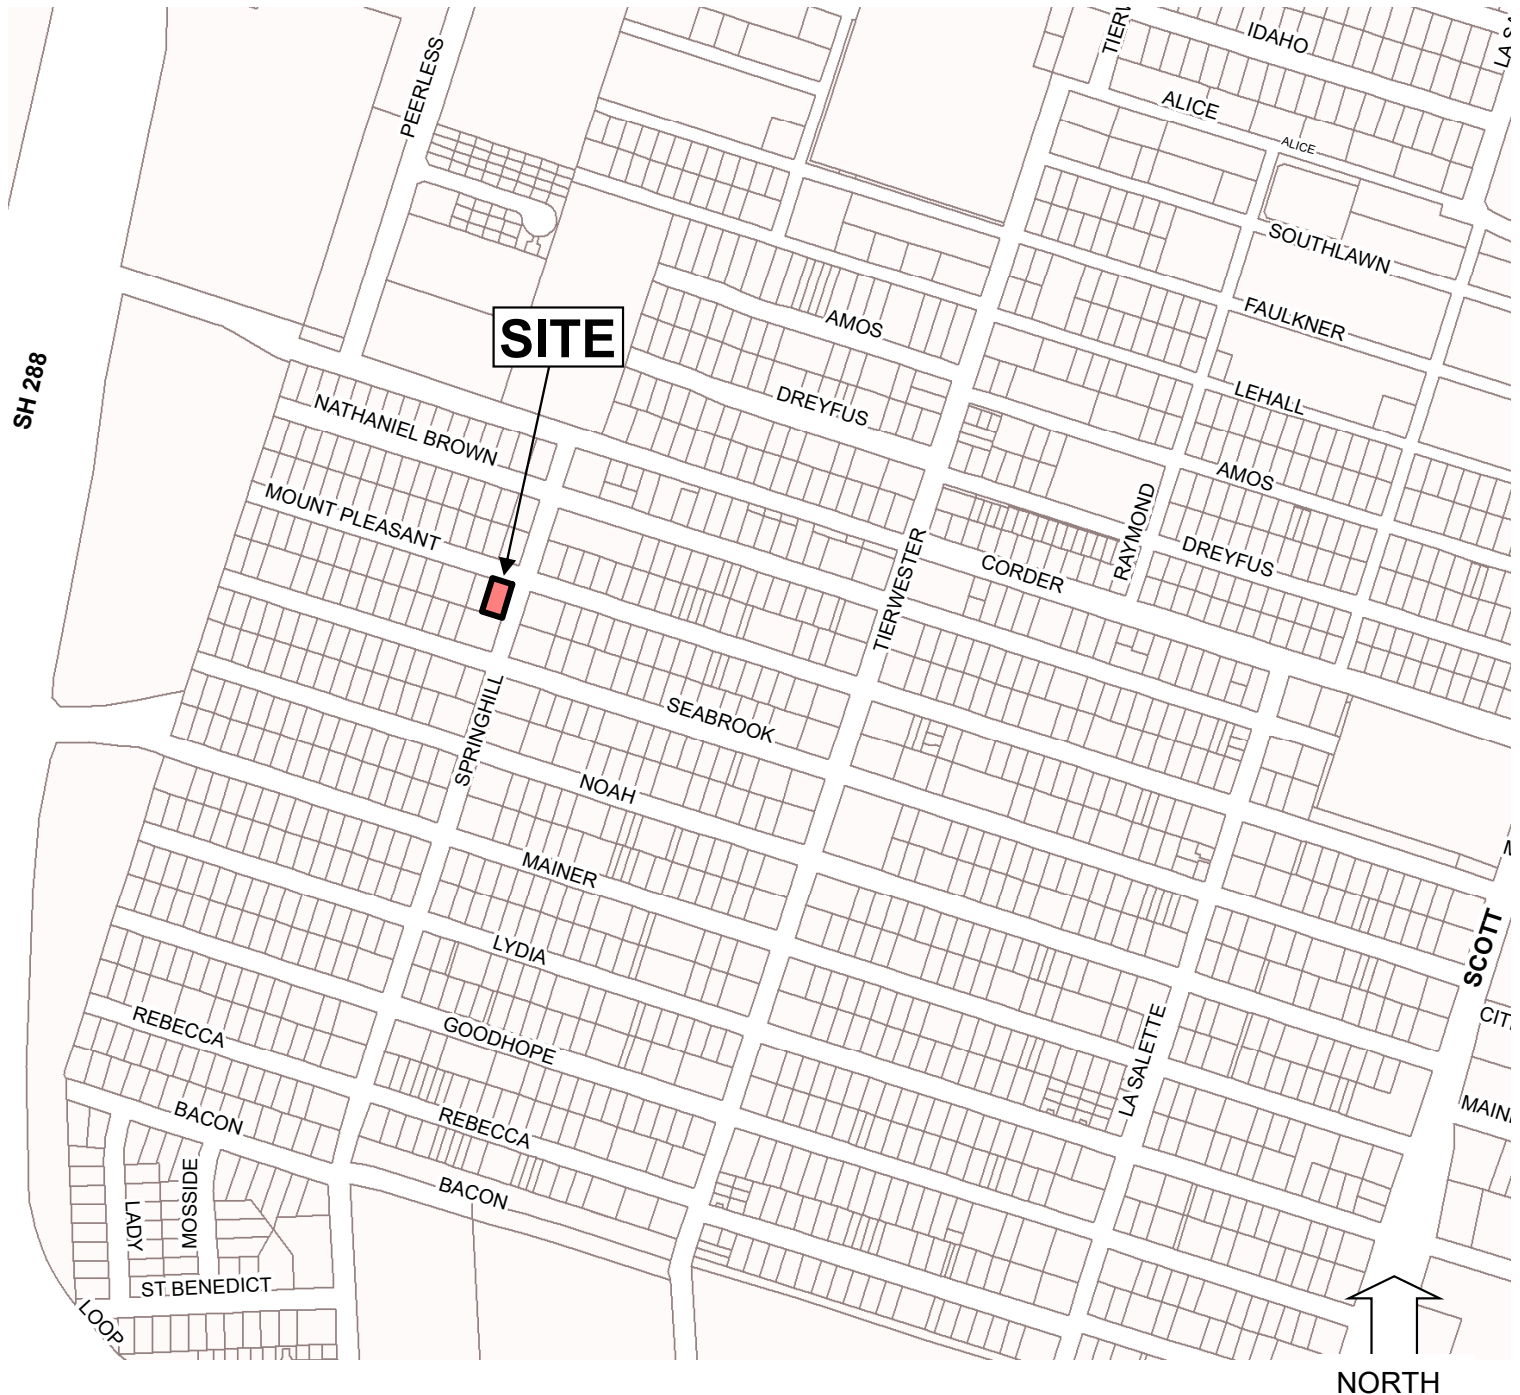 IDAHO
PEERLESS
ALICE
ALICE
SOUTHLAWN
FAULKNER
AMOS
SITE
SH 288
LEHALL
DREYFUS
NATHANIEL BROWN
AMOS
MOUNT PLEASANT
RAYMOND
DREYFUS
CORDER
TIERWESTER
SEABROOK
SPRINGHILL
NOAH
MAINER
SCOTT
LYDIA
REBECCA
GOODHOPE
LA SALETTE
BACON
REBECCA
BACON
MOSSIDE
LADY
ST BENEDICT
LOOP
NORTH